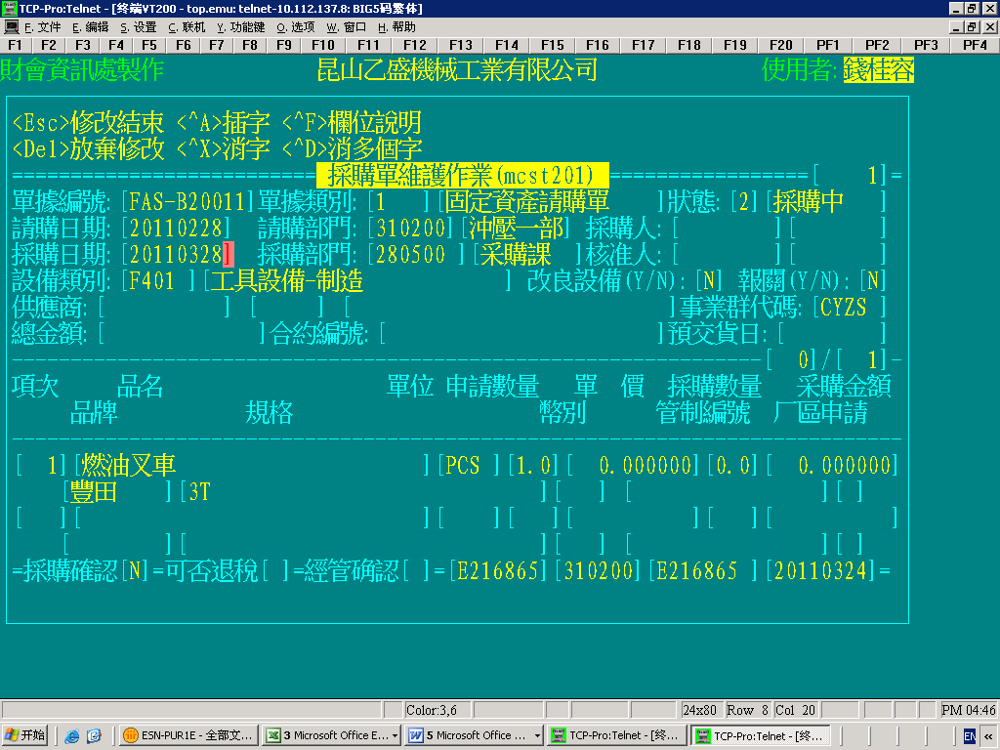 TCP-Pro:Telnet - [终端VT200 - top.emu: telnet-10.112.137.8: BIG5码繁体]
F. 文件 E. 编辑 S. 设置 C. 联机 Y. 功能键 O. 选项 W. 窗口 H. 帮助
F1 F2 F3 F4 F5 F6 F7 F8 F9 F10 F11 F12 F13 F14 F15 F16 F17 F18 F19 F20 PF1 PF2 PF3 PF4
財會資訊處製作 昆山乙盛機械工業有限公司 使用者: 錢桂容
<Esc>修改結束 <^A>插字 <^F>欄位說明
<Del>放棄修改 <^X>消字 <^D>消多個字
========================== 採購單維護作業(mcst201) =================[ 1]=
單據編號: [FAS-B20011]單據類別: [1 ][固定資產請購單 ]狀態: [2][採購中 ]
請購日期: [20110228] 請購部門: [310200][沖壓一部] 採購人: [ ][ ]
採購日期: [20110328] 採購部門: [280500 ][采購課 ]核准人: [ ][ ]
設備類別: [F401 ][工具設備-制造 ] 改良設備(Y/N): [N] 報關(Y/N): [N]
供應商: [ ] [ ] [ ]事業群代碼: [CYZS ]
總金額: [ ]合約編號: [ ]預交貨日: [ ]
----------------------------------------------------------------[ 0]/[ 1]-
項次 品名 單位 申請數量 單 價 採購數量 采購金額
品牌 規格 幣別 管制編號 厂區申請
----------------------------------------------------------------------------
[ 1][燃油叉車 ][PCS ][1.0][ 0.000000][0.0][ 0.000000]
[豐田 ][3T ][ ] [ ][ ]
[ ][ ][ ][ ][ ][ ][ ]
[ ][ ][ ] [ ][ ]
=採購確認[N]=可否退稅[ ]=經管确認[ ]=[E216865][310200][E216865 ][20110324]=
Color:3,6 24x80 Row 8 Col 20 PM 04:46
开始 ESN-PUR1E - 全部文... 3 Microsoft Office E... 5 Microsoft Office ... TCP-Pro:Telnet - [终... TCP-Pro:Telnet - [终... EN «